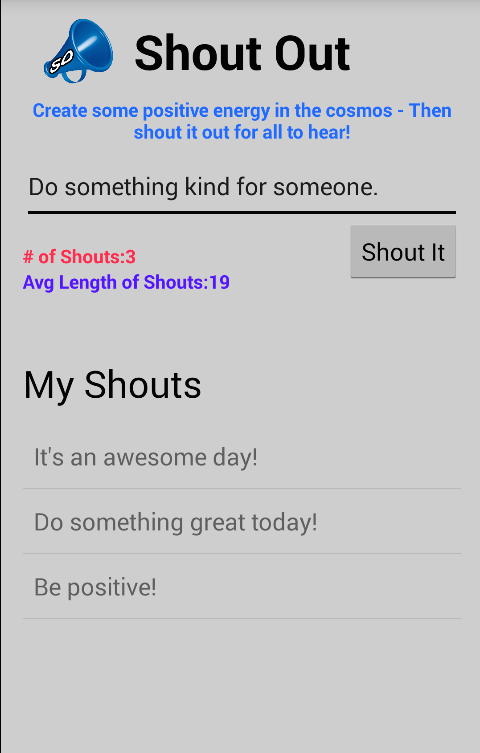 SO
Shout Out
Create some positive energy in the cosmos - Then
shout it out for all to hear!
Do something kind for someone.
# of Shouts:3
Shout It
Avg Length of Shouts:19
My Shouts
It's an awesome day!
Do something great today!
Be positive!